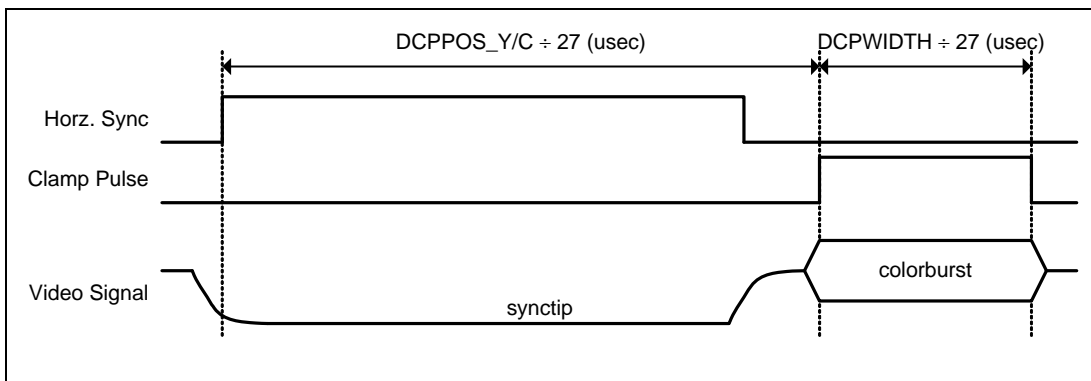 DCPPOS_Y/C ÷ 27 (usec)
DCPWIDTH ÷ 27 (usec)
Horz. Sync
Clamp Pulse
Video Signal
colorburst
synctip